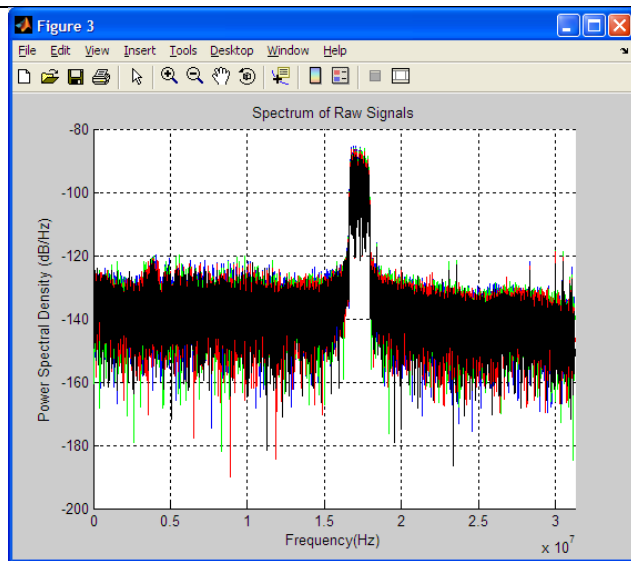 Figure 3
File Edit View Insert Tools Desktop Window Help
Spectrum of Raw Signals
Power Spectral Density (dB/Hz)
-80
-100
-120
-140
-160
-180
-200
0 0.5 1 1.5 2 2.5 3
Frequency(Hz)
x 10^7